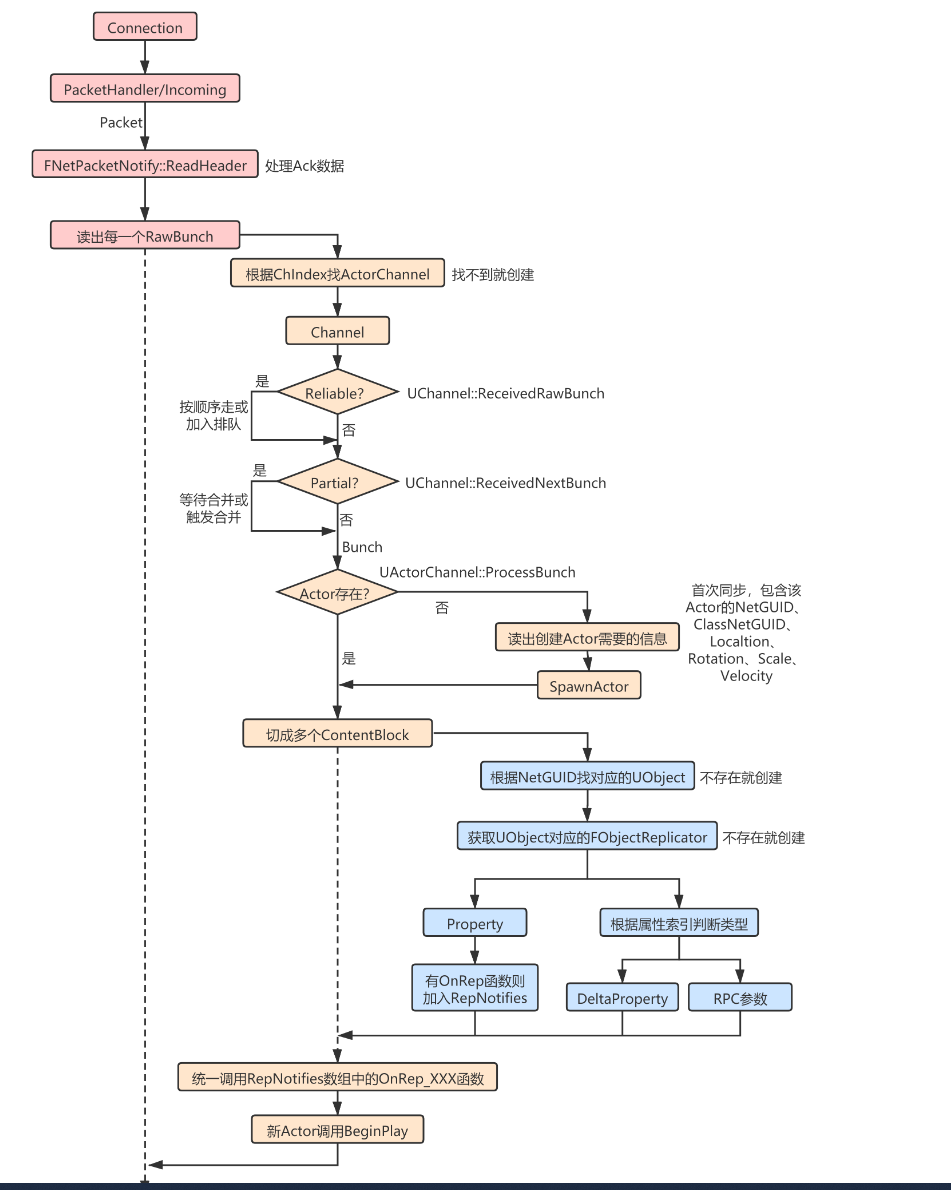 Connection
PacketHandler/Incoming
Packet
FNetPacketNotify::ReadHeader
处理Ack数据
读出每一个RawBunch
根据ChIndex找ActorChannel
找不到就创建
Channel
Reliable?
UChannel::ReceivedRawBunch
是
按顺序走或
加入排队
否
Partial?
UChannel::ReceivedNextBunch
是
等待合并或
触发合并
否
Bunch
UActorChannel::ProcessBunch
Actor存在?
否
首次同步，包含该
Actor的NetGUID、
ClassNetGUID、
Localtion、
Rotation、Scale、
Velocity
读出创建Actor需要的信息
是
SpawnActor
切成多个ContentBlock
根据NetGUID找对应的UObject
不存在就创建
获取UObject对应的FObjectReplicator
不存在就创建
Property
根据属性索引判断类型
有OnRep函数则
加入RepNotifies
DeltaProperty
RPC参数
统一调用RepNotifies数组中的OnRep_XXX函数
新Actor调用BeginPlay